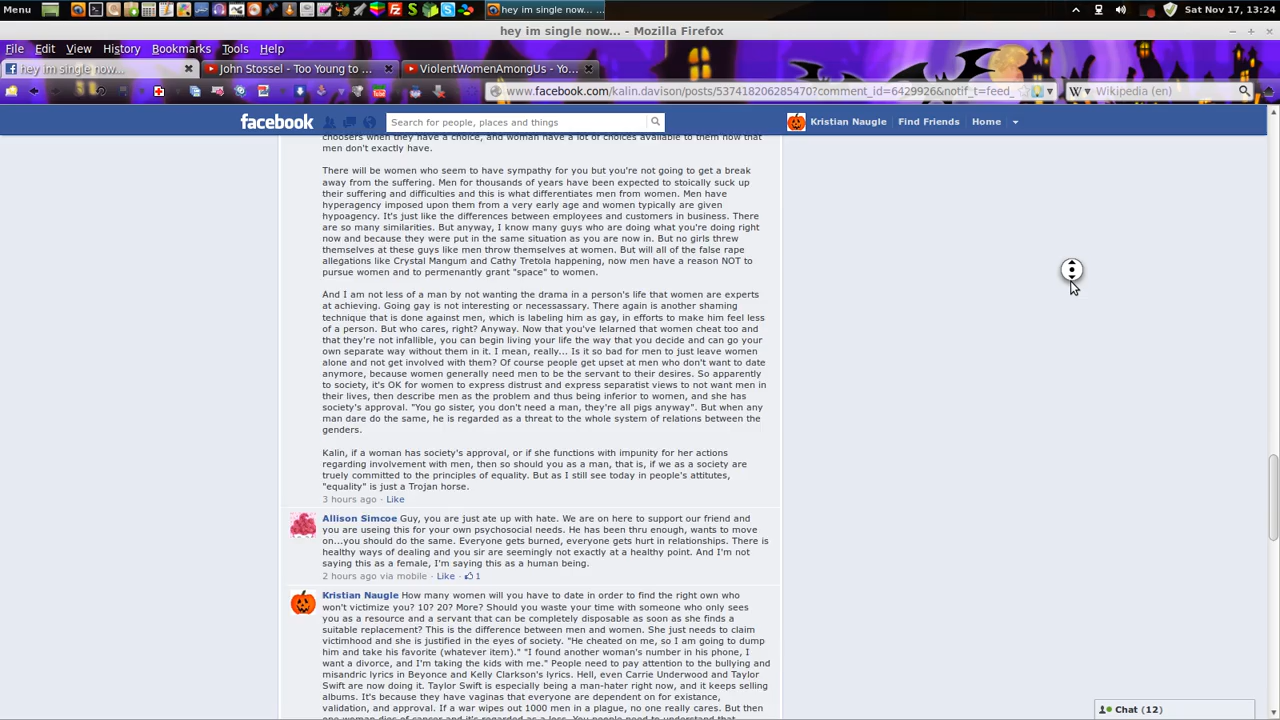 Menu
hey im single now... -
Sat Nov 17, 13:24
hey im single now... - Mozilla Firefox
File Edit View History Bookmarks Tools Help
hey im single now...
John Stossel - Too Young to ...
ViolentWomenAmongUs - Yo...
www.facebook.com/kalin.davison/posts/537418206285470?comment_id=6429926&notif_t=feed_
Wikipedia (en)
facebook
Search for people, places and things
Kristian Naugle Find Friends Home
choosers when they have a choice, and woman have a lot of choices available to them now that
men don't exactly have.
There will be women who seem to have sympathy for you but you're not going to get a break
away from the suffering. Men for thousands of years have been expected to stoically suck up
their suffering and difficulties and this is what differentiates men from women. Men have
hyperagency imposed upon them from a very early age and women typically are given
hypoagency. It's just like the differences between employees and customers in business. There
are so many similarities. But anyway, I know many guys who are doing what you're doing right
now and because they were put in the same situation as you are now in. But no girls threw
themselves at these guys like men throw themselves at women. But will all of the false rape
allegations like Crystal Mangum and Cathy Tretola happening, now men have a reason NOT to
pursue women and to permenantly grant "space" to women.
And I am not less of a man by not wanting the drama in a person's life that women are experts
at achieving. Going gay is not interesting or necessassary. There again is another shaming
technique that is done against men, which is labeling him as gay, in efforts to make him feel less
of a person. But who cares, right? Anyway. Now that you've lelarned that women cheat too and
that they're not infallible, you can begin living your life the way that you decide and can go your
own separate way without them in it. I mean, really... Is it so bad for men to just leave women
alone and not get involved with them? Of course people get upset at men who don't want to date
anymore, because women generally need men to be the servant to their desires. So apparently
to society, it's OK for women to express distrust and express separatist views to not want men in
their lives, then describe men as the problem and thus being inferior to women, and she has
society's approval. "You go sister, you don't need a man, they're all pigs anyway". But when any
man dare do the same, he is regarded as a threat to the whole system of relations between the
genders.
Kalin, if a woman has society's approval, or if she functions with impunity for her actions
regarding involvement with men, then so should you as a man, that is, if we as a society are
truely committed to the principles of equality. But as I still see today in people's attitutes,
"equality" is just a Trojan horse.
3 hours ago · Like
Allison Simcoe Guy, you are just ate up with hate. We are on here to support our friend and
you are useing this for your own psychosocial needs. He has been thru enough, wants to move
on...you should do the same. Everyone gets burned, everyone gets hurt in relationships. There is
healthy ways of dealing and you sir are seemingly not exactly at a healthy point. And I'm not
saying this as a female, I'm saying this as a human being.
2 hours ago via mobile · Like · 1
Kristian Naugle How many women will you have to date in order to find the right own who
won't victimize you? 10? 20? More? Should you waste your time with someone who only sees
you as a resource and a servant that can be completely disposable as soon as she finds a
suitable replacement? This is the difference between men and women. She just needs to claim
victimhood and she is justified in the eyes of society. "He cheated on me, so I am going to dump
him and take his favorite (whatever item)." "I found another woman's number in his phone, I
want a divorce, and I'm taking the kids with me." People need to pay attention to the bullying and
misandric lyrics in Beyonce and Kelly Clarkson's lyrics. Hell, even Carrie Underwood and Taylor
Swift are now doing it. Taylor Swift is especially being a man-hater right now, and it keeps selling
albums. It's because they have vaginas that everyone are dependent on for existance,
validation, and approval. If a war wipes out 1000 men in a plague, no one really cares. But then
one woman dies of cancer and it's regarded as a loss. You people need to understand that
Chat (12)